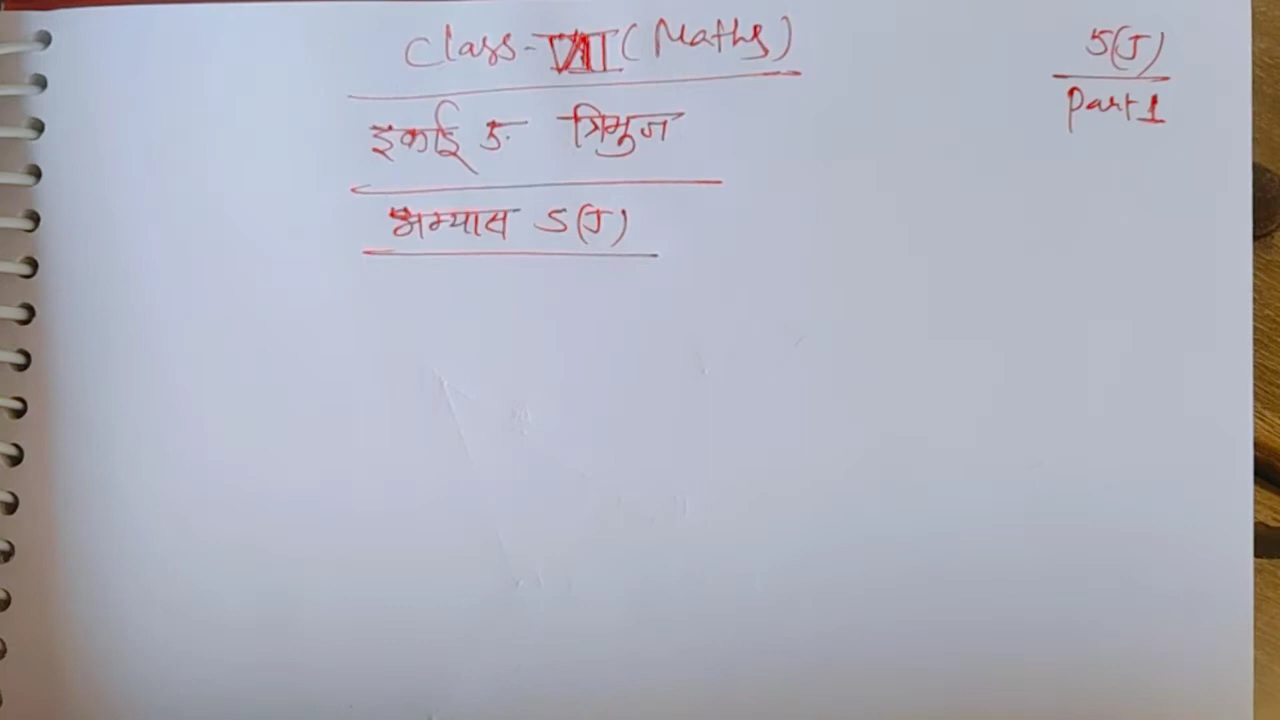 Class-VII (Maths)
5(J)
Part 1
इकाई 5. त्रिभुज
अभ्यास 5(J)